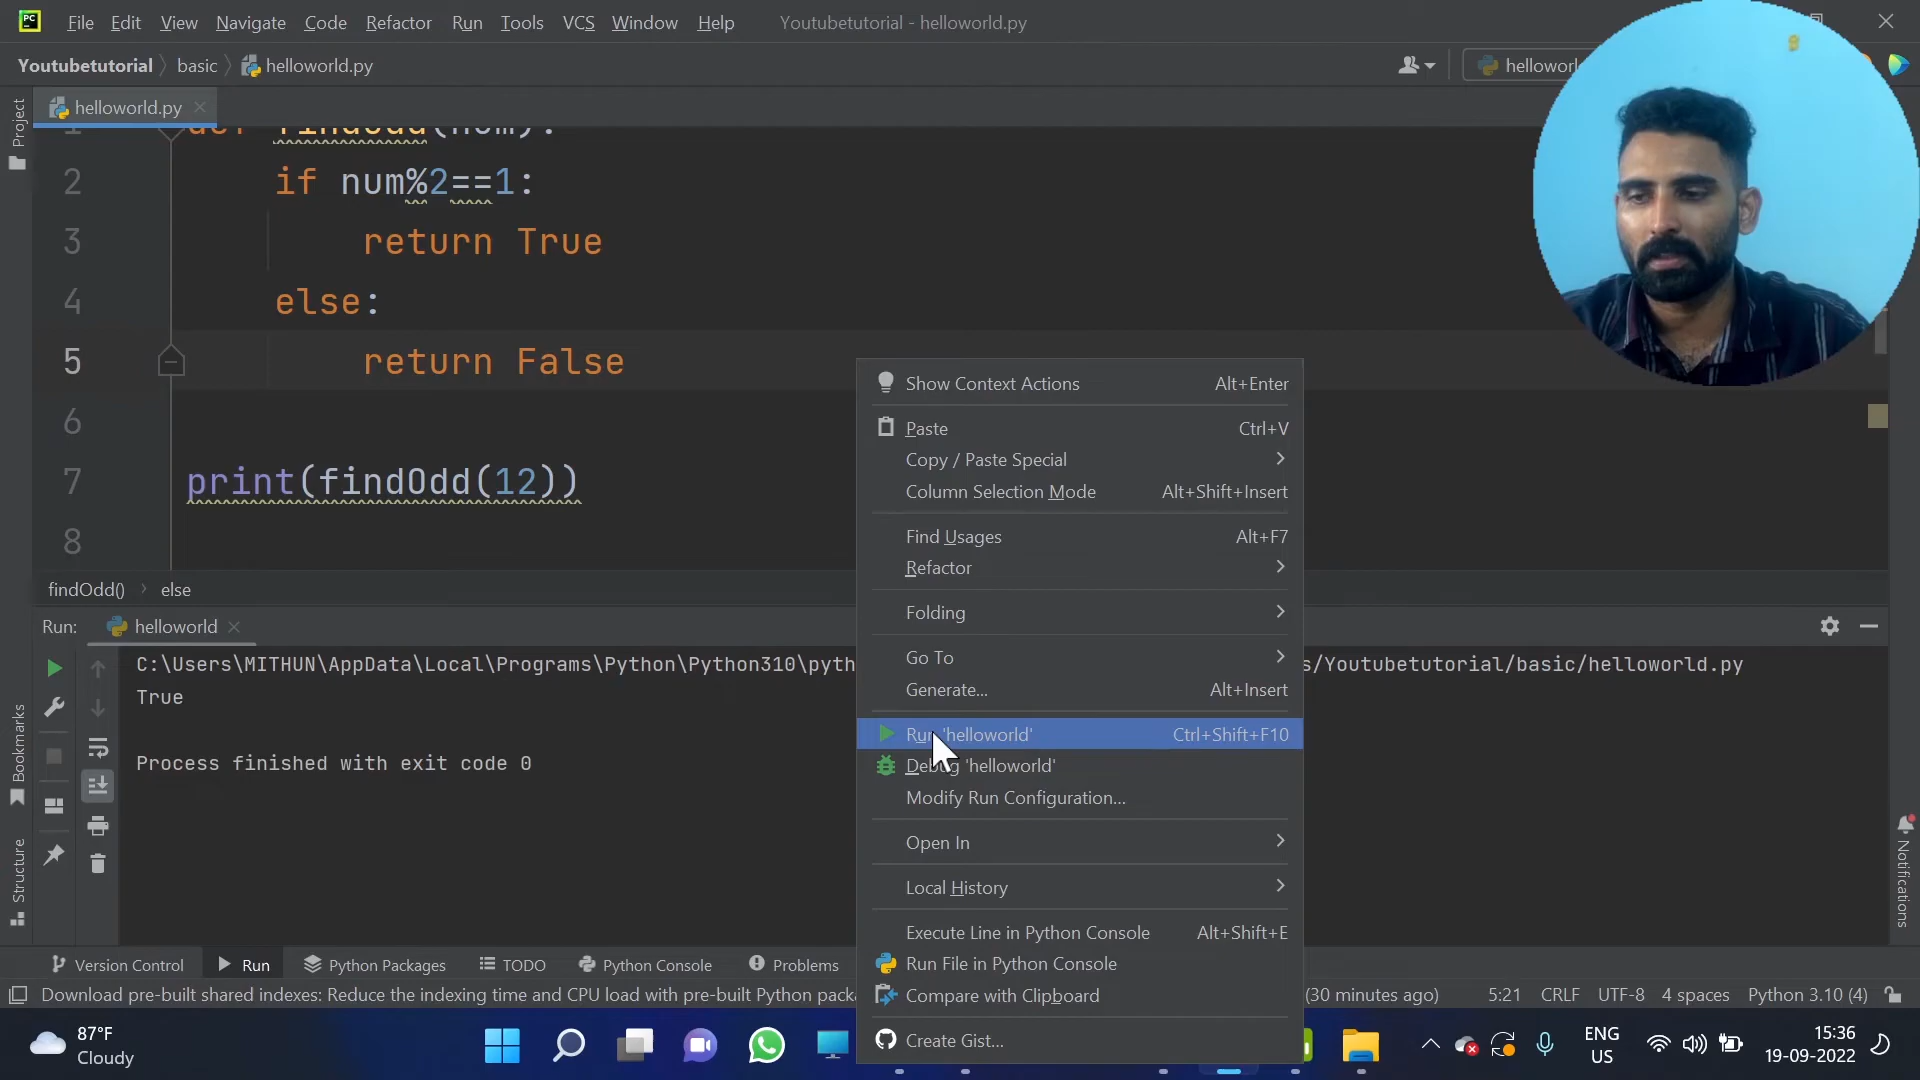 PC File Edit View Navigate Code Refactor Run Tools VCS Window Help Youtubetutorial - helloworld.py
Youtubetutorial basic helloworld.py
helloworld.py
Project
1 def findOdd(num):
2 if num%2==1:
3 return True
4 else:
5 return False
6
7 print(findOdd(12))
8
findOdd() else
Show Context Actions Alt+Enter
Paste Ctrl+V
Copy / Paste Special
Column Selection Mode Alt+Shift+Insert
Find Usages Alt+F7
Refactor
Folding
Go To
Generate... Alt+Insert
Run 'helloworld' Ctrl+Shift+F10
Debug 'helloworld'
Modify Run Configuration...
Open In
Local History
Execute Line in Python Console Alt+Shift+E
Run File in Python Console
Compare with Clipboard
Create Gist...
Run: helloworld
C:\Users\MITHUN\AppData\Local\Programs\Python\Python310\pyth s/Youtubetutorial/basic/helloworld.py
True
Process finished with exit code 0
Bookmarks
Structure
Notifications
Version Control Run Python Packages TODO Python Console Problems
Download pre-built shared indexes: Reduce the indexing time and CPU load with pre-built Python packa (30 minutes ago) 5:21 CRLF UTF-8 4 spaces Python 3.10 (4)
87°F
Cloudy
ENG
US
15:36
19-09-2022